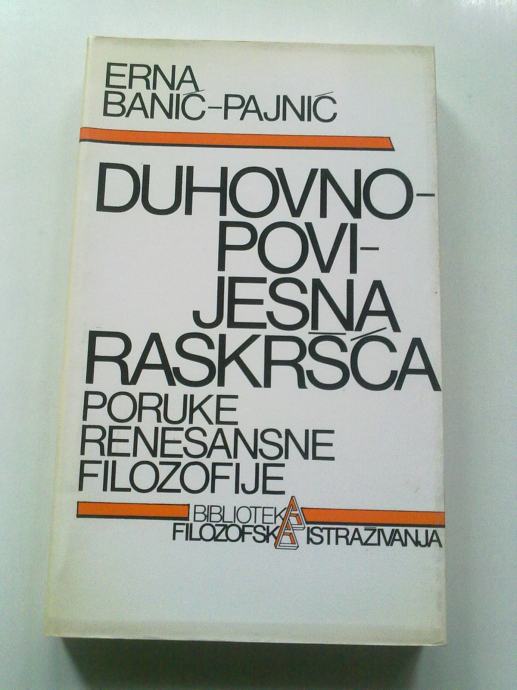 ERNA
BANIĆ-PAJNIĆ
DUHOVNO-
POVI-
JESNA
RASKRŠĆA
PORUKE
RENESANSNE
FILOZOFIJE
BIBLIOTEKA
FILOZOFSKA ISTRAŽIVANJA